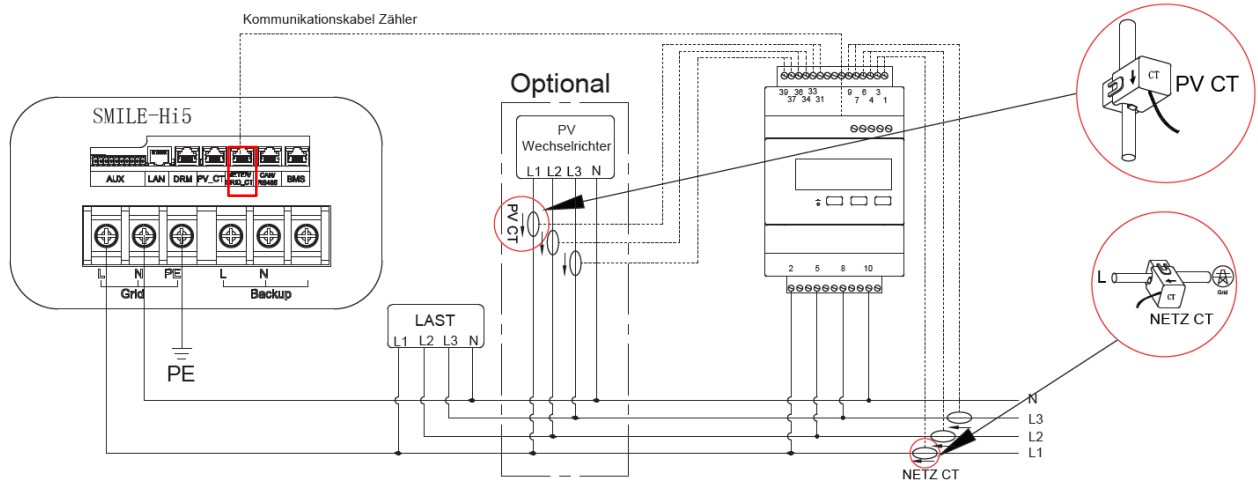 Kommunikationskabel Zähler
Optional
SMILE-Hi5
AUX LAN DRM PV_CT METER/ GRID_CT CAN/ RS485 BMS
L N PE L N
Grid Backup
PE
LAST
L1 L2 L3 N
PV
Wechselrichter
L1 L2 L3 N
PV CT
39 36 33 9 6 3
37 34 31 7 4 1
2 5 8 10
CT
PV CT
L
CT
Grid
NETZ CT
N
L3
L2
L1
NETZ CT